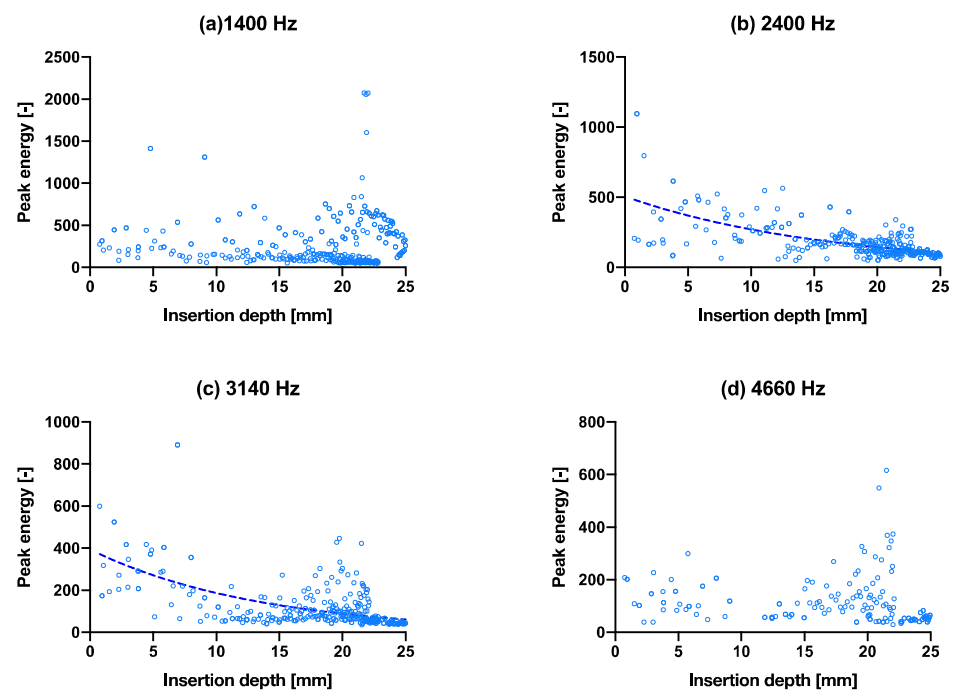 (a)1400 Hz
2500
2000
1500
1000
500
0
0 5 10 15 20 25
Peak energy [-]
Insertion depth [mm]
(b) 2400 Hz
1500
1000
500
0
0 5 10 15 20 25
Peak energy [-]
Insertion depth [mm]
(c) 3140 Hz
1000
800
600
400
200
0
0 5 10 15 20 25
Peak energy [-]
Insertion depth [mm]
(d) 4660 Hz
800
600
400
200
0
0 5 10 15 20 25
Peak energy [-]
Insertion depth [mm]